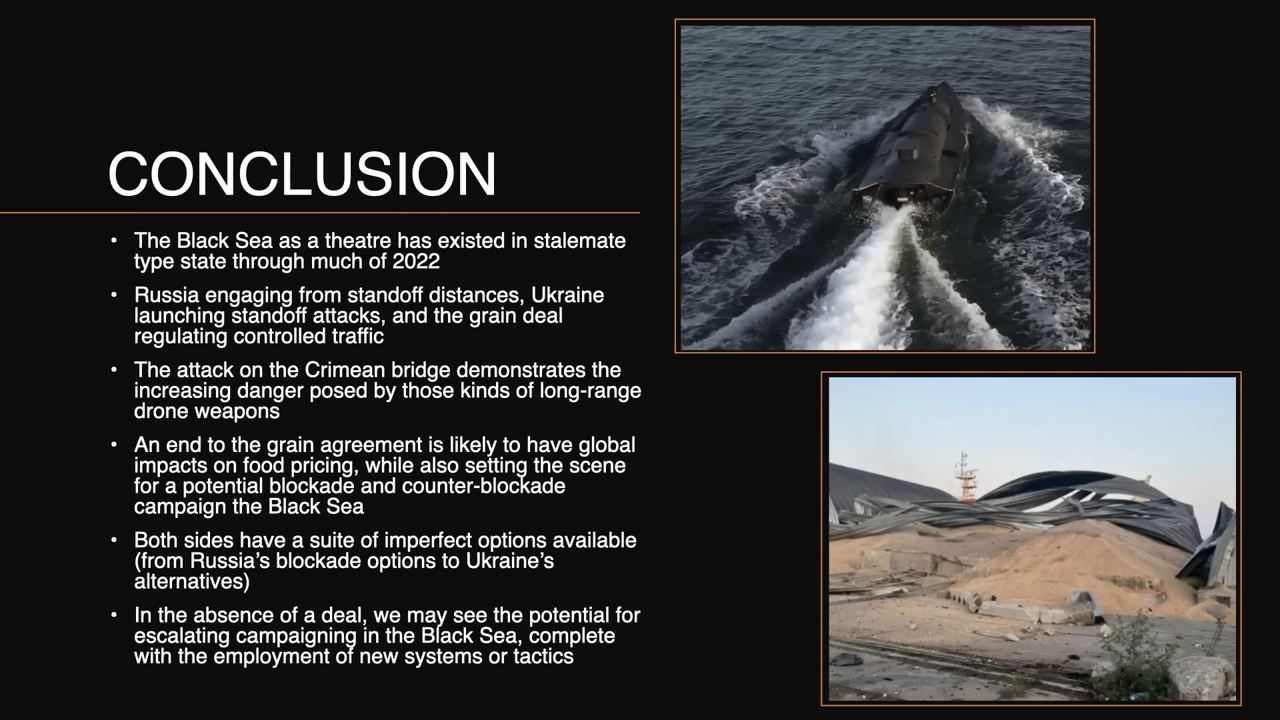 CONCLUSION
• The Black Sea as a theatre has existed in stalemate
type state through much of 2022
• Russia engaging from standoff distances, Ukraine
launching standoff attacks, and the grain deal
regulating controlled traffic
• The attack on the Crimean bridge demonstrates the
increasing danger posed by those kinds of long-range
drone weapons
• An end to the grain agreement is likely to have global
impacts on food pricing, while also setting the scene
for a potential blockade and counter-blockade
campaign the Black Sea
• Both sides have a suite of imperfect options available
(from Russia’s blockade options to Ukraine’s
alternatives)
• In the absence of a deal, we may see the potential for
escalating campaigning in the Black Sea, complete
with the employment of new systems or tactics